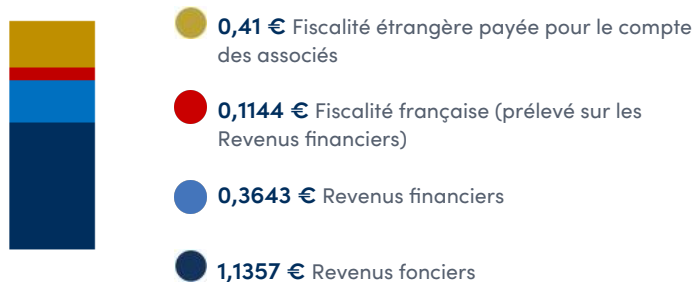 0,41 € Fiscalité étrangère payée pour le compte
des associés
0,1144 € Fiscalité française (prélevé sur les
Revenus financiers)
0,3643 € Revenus financiers
1,1357 € Revenus fonciers